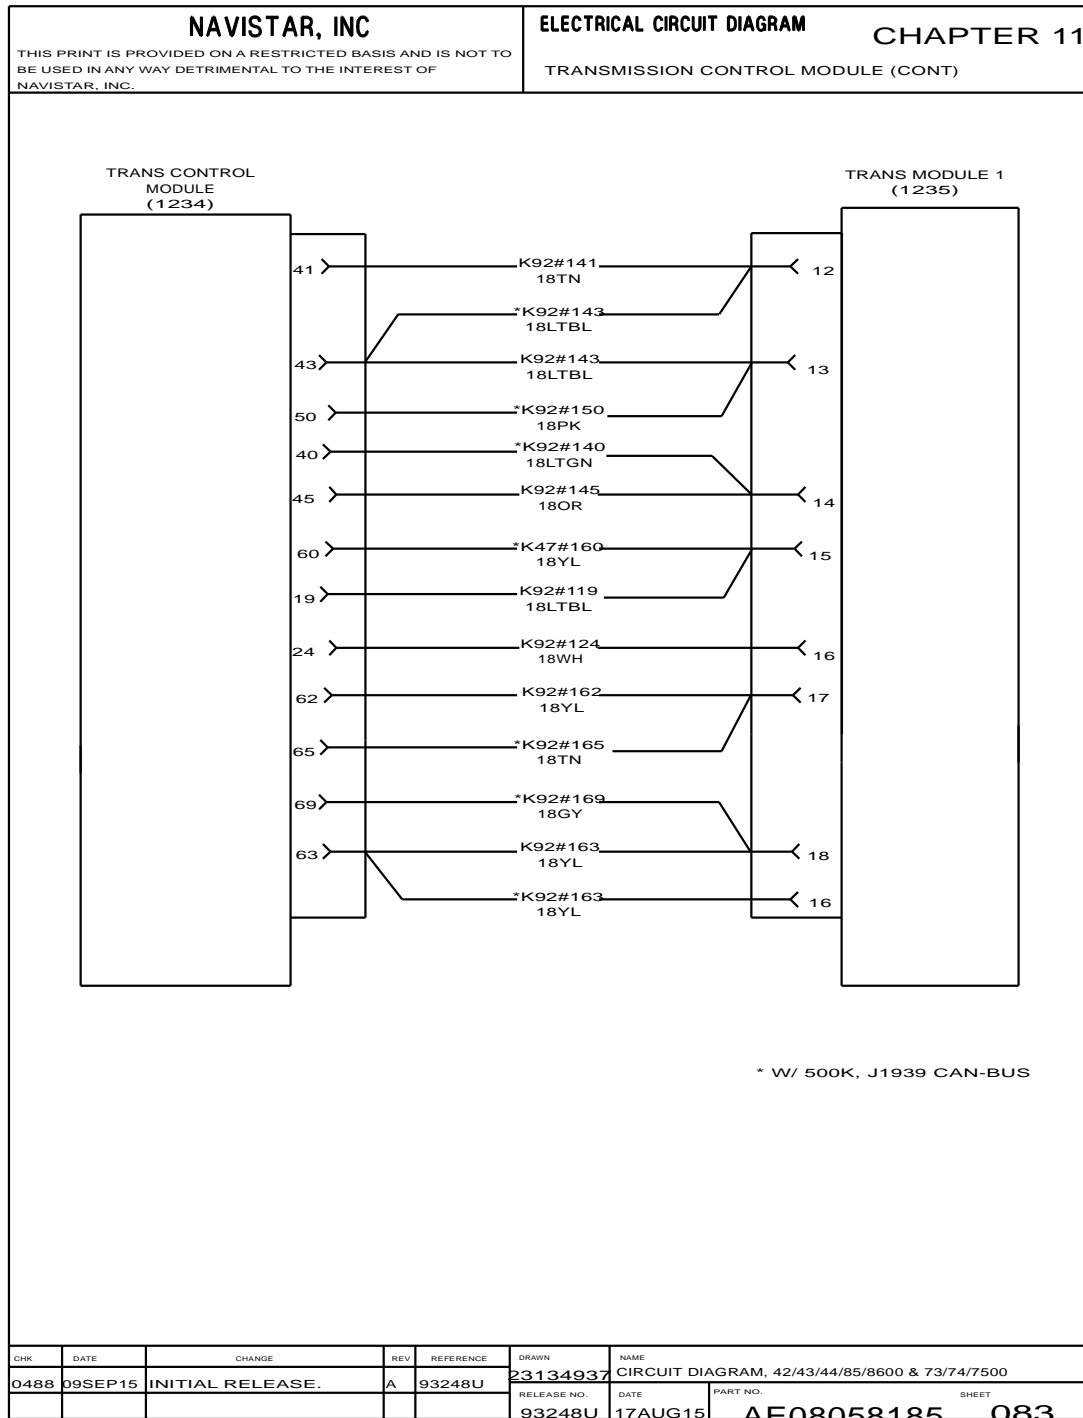 NAVISTAR, INC
THIS PRINT IS PROVIDED ON A RESTRICTED BASIS AND IS NOT TO
BE USED IN ANY WAY DETRIMENTAL TO THE INTEREST OF
NAVISTAR, INC.
ELECTRICAL CIRCUIT DIAGRAM
CHAPTER 11
TRANSMISSION CONTROL MODULE (CONT)
TRANS CONTROL
MODULE
(1234)
TRANS MODULE 1
(1235)
41 K92#141 12
18TN
*K92#143
18LTBL
43 K92#143 13
18LTBL
50 *K92#150
18PK
40 *K92#140
18LTGN
45 K92#145 14
18OR
60 *K47#160 15
18YL
19 K92#119
18LTBL
24 K92#124 16
18WH
62 K92#162 17
18YL
65 *K92#165
18TN
69 *K92#169
18GY
63 K92#163 18
18YL
*K92#163 16
18YL
* W/ 500K, J1939 CAN-BUS
CHK DATE CHANGE REV REFERENCE DRAWN NAME
0488 09SEP15 INITIAL RELEASE. A 93248U 23134937 CIRCUIT DIAGRAM, 42/43/44/85/8600 & 73/74/7500
RELEASE NO. DATE PART NO. SHEET
93248U 17AUG15 AE08058185 083